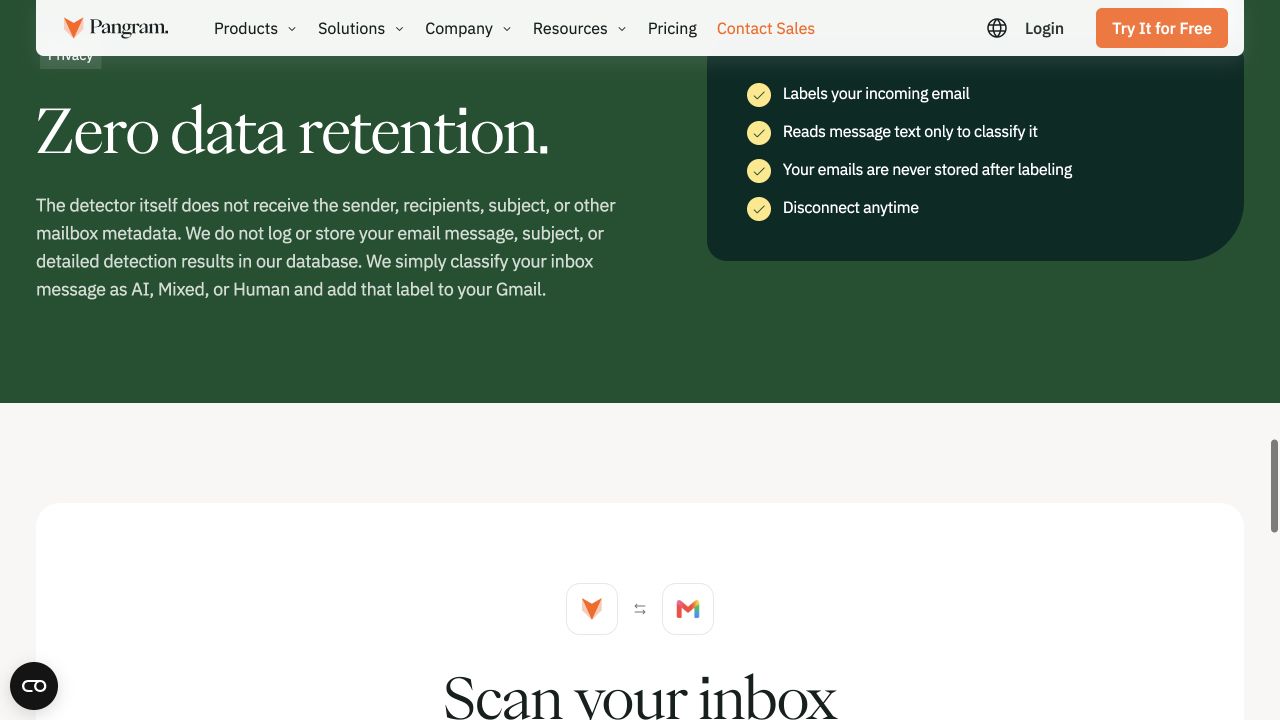 Pangram.
Products
Solutions
Company
Resources
Pricing
Contact Sales
Login
Try It for Free
Privacy
Zero data retention.
The detector itself does not receive the sender, recipients, subject, or other
mailbox metadata. We do not log or store your email message, subject, or
detailed detection results in our database. We simply classify your inbox
message as AI, Mixed, or Human and add that label to your Gmail.
Labels your incoming email
Reads message text only to classify it
Your emails are never stored after labeling
Disconnect anytime
Scan your inbox